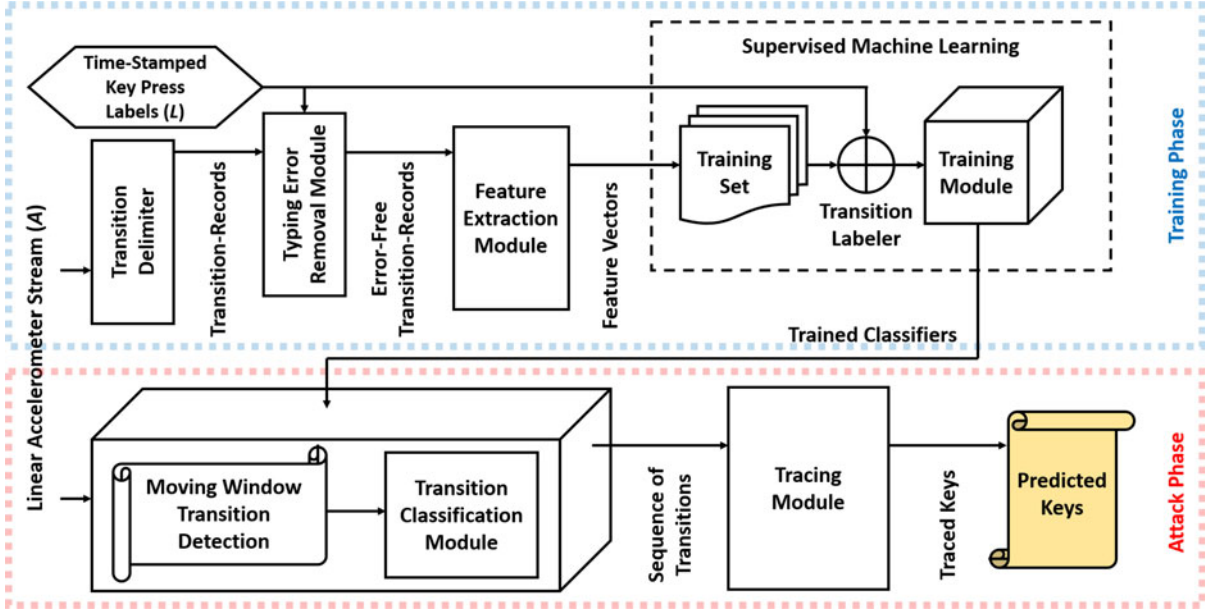 Supervised Machine Learning
Time-Stamped
Key Press
Labels (L)
Transition
Delimiter
Transition-Records
Typing Error
Removal Module
Error-Free
Transition-Records
Feature
Extraction
Module
Feature Vectors
Training
Set
Transition
Labeler
Training
Module
Training Phase
Linear Accelerometer Stream (A)
Trained Classifiers
Moving Window
Transition
Detection
Transition
Classification
Module
Sequence of
Transitions
Tracing
Module
Traced Keys
Predicted
Keys
Attack Phase